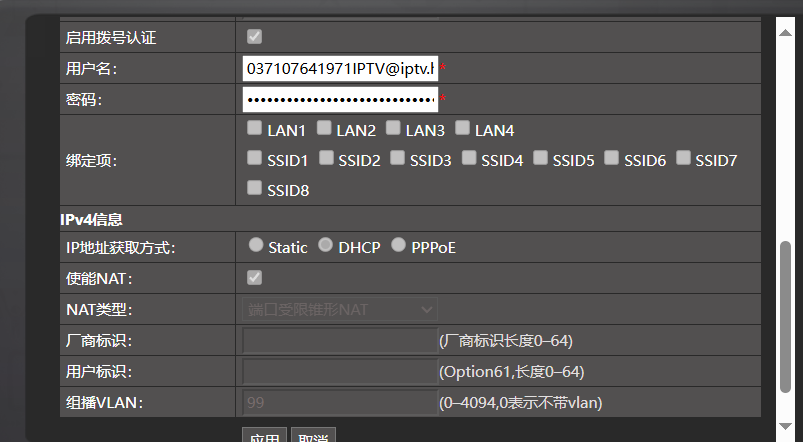 启用拨号认证
用户名: 037107641971IPTV@iptv.h *
密码: •••••••••••••••••••••••••••••• *
绑定项: LAN1 LAN2 LAN3 LAN4
SSID1 SSID2 SSID3 SSID4 SSID5 SSID6 SSID7
SSID8
IPv4信息
IP地址获取方式: Static DHCP PPPoE
使能NAT:
NAT类型: 端口受限锥形NAT
厂商标识: (厂商标识长度0–64)
用户标识: (Option61,长度0–64)
组播VLAN: 99 (0–4094,0表示不带vlan)
应用 取消